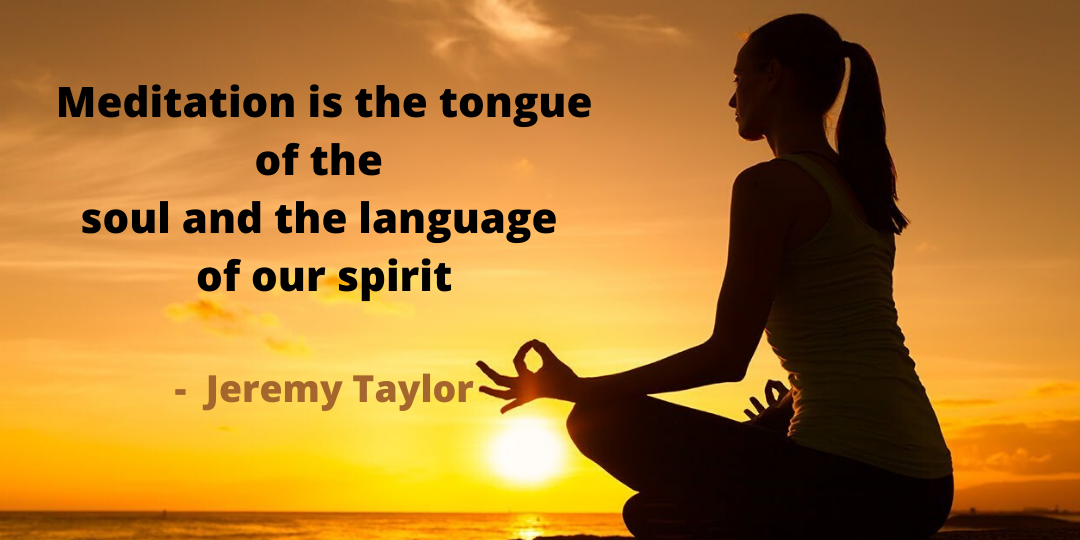 Meditation is the tongue
of the
soul and the language
of our spirit
- Jeremy Taylor